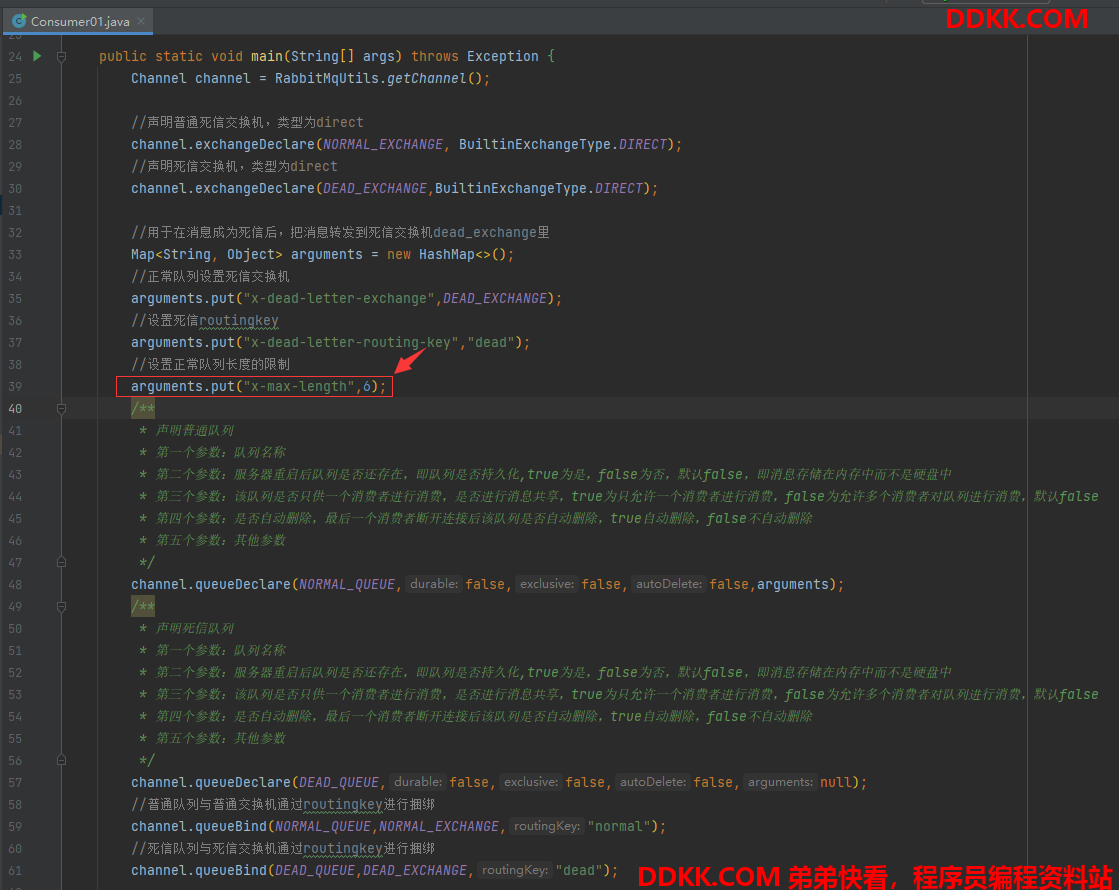 DDKK.COM
Consumer01.java ×
24 public static void main(String[] args) throws Exception {
25 Channel channel = RabbitMqUtils.getChannel();
26
27 //声明普通死信交换机，类型为direct
28 channel.exchangeDeclare(NORMAL_EXCHANGE, BuiltinExchangeType.DIRECT);
29 //声明死信交换机，类型为direct
30 channel.exchangeDeclare(DEAD_EXCHANGE,BuiltinExchangeType.DIRECT);
31
32 //用于在消息成为死信后，把消息转发到死信交换机dead_exchange里
33 Map<String, Object> arguments = new HashMap<>();
34 //正常队列设置死信交换机
35 arguments.put("x-dead-letter-exchange",DEAD_EXCHANGE);
36 //设置死信routingkey
37 arguments.put("x-dead-letter-routing-key","dead");
38 //设置正常队列长度的限制
39 arguments.put("x-max-length",6);
40 /**
41 * 声明普通队列
42 * 第一个参数：队列名称
43 * 第二个参数：服务器重启后队列是否还存在，即队列是否持久化,true为是，false为否，默认false，即消息存储在内存中而不是硬盘中
44 * 第三个参数：该队列是否只供一个消费者进行消费，是否进行消息共享，true为只允许一个消费者进行消费，false为允许多个消费者对队列进行消费，默认false
45 * 第四个参数：是否自动删除，最后一个消费者断开连接后该队列是否自动删除，true自动删除，false不自动删除
46 * 第五个参数：其他参数
47 */
48 channel.queueDeclare(NORMAL_QUEUE, durable: false, exclusive: false, autoDelete: false,arguments);
49 /**
50 * 声明死信队列
51 * 第一个参数：队列名称
52 * 第二个参数：服务器重启后队列是否还存在，即队列是否持久化,true为是，false为否，默认false，即消息存储在内存中而不是硬盘中
53 * 第三个参数：该队列是否只供一个消费者进行消费，是否进行消息共享，true为只允许一个消费者进行消费，false为允许多个消费者对队列进行消费，默认false
54 * 第四个参数：是否自动删除，最后一个消费者断开连接后该队列是否自动删除，true自动删除，false不自动删除
55 * 第五个参数：其他参数
56 */
57 channel.queueDeclare(DEAD_QUEUE, durable: false, exclusive: false, autoDelete: false, arguments: null);
58 //普通队列与普通交换机通过routingkey进行捆绑
59 channel.queueBind(NORMAL_QUEUE,NORMAL_EXCHANGE, routingKey: "normal");
60 //死信队列与死信交换机通过routingkey进行捆绑
61 channel.queueBind(DEAD_QUEUE,DEAD_EXCHANGE, routingKey: "dead");
DDKK.COM 弟弟快看，程序员编程资料站